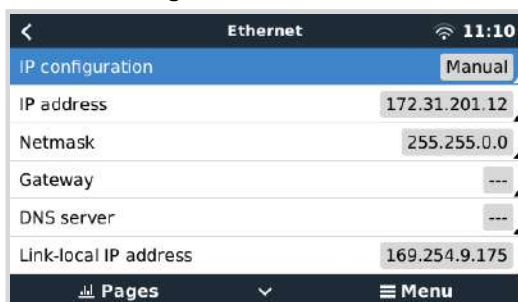 Ethernet 11:10
IP configuration Manual
IP address 172.31.201.12
Netmask 255.255.0.0
Gateway ---
DNS server ---
Link-local IP address 169.254.9.175
Pages Menu